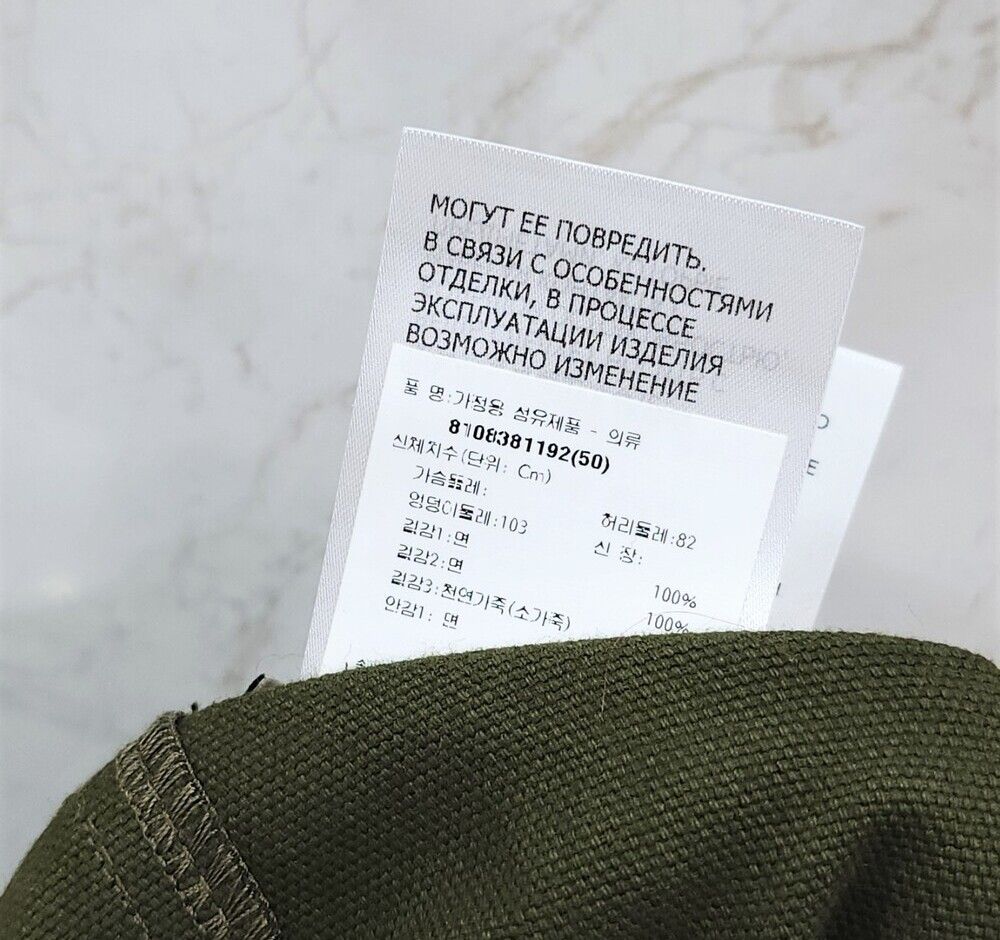 МОГУТ ЕЕ ПОВРЕДИТЬ.
В СВЯЗИ С ОСОБЕННОСТЯМИ
ОТДЕЛКИ, В ПРОЦЕССЕ
ЭКСПЛУАТАЦИИ ИЗДЕЛИЯ
ВОЗМОЖНО ИЗМЕНЕНИЕ
품 명:가정용 섬유제품 - 의류
8108381192(50)
신체치수(단위: Cm)
가슴둘레:
엉덩이둘레:103 허리둘레:82
겉감1:면 신 장:
겉감2:면
겉감3:천연가죽(소가죽) 100%
안감1: 면 100%